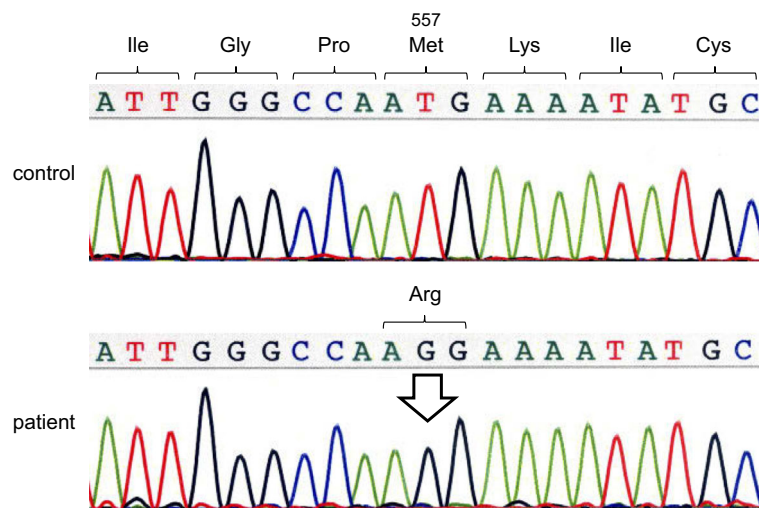 557
Ile Gly Pro Met Lys Ile Cys
A T T G G G C C A A T G A A A A T A T G C
control
Arg
A T T G G G C C A A G G A A A A T A T G C
patient